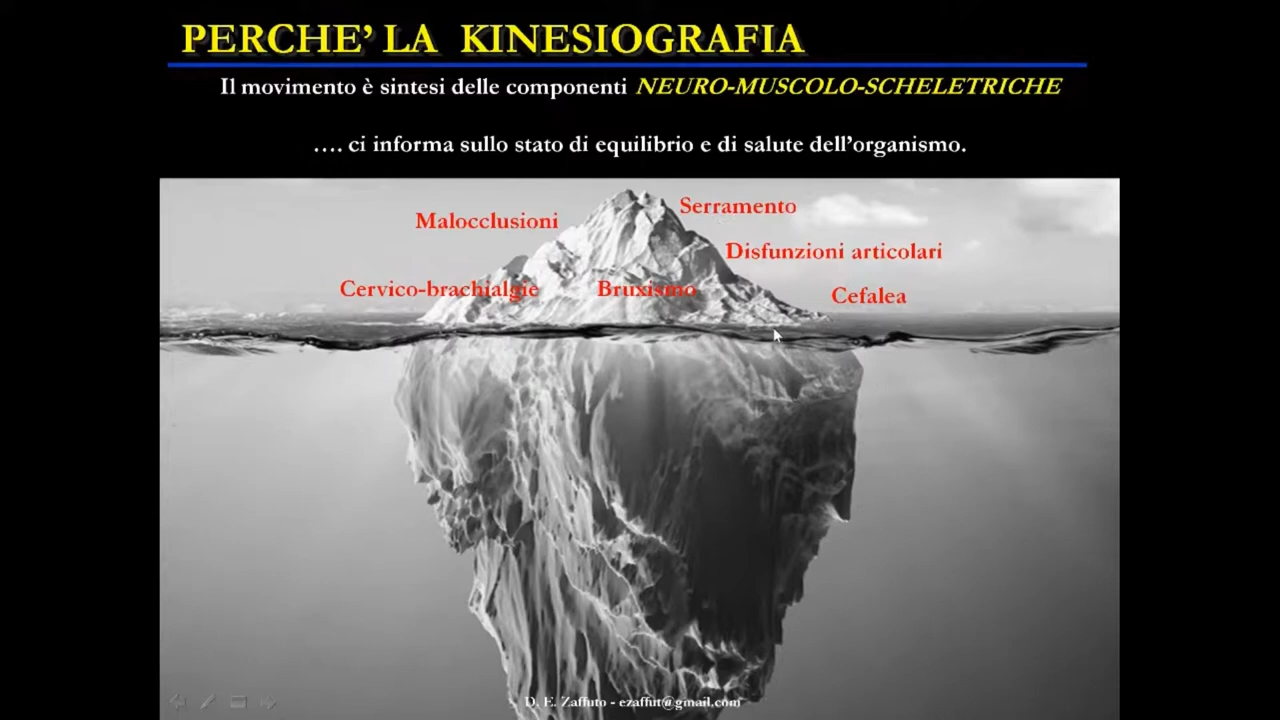 PERCHE’ LA KINESIOGRAFIA
Il movimento è sintesi delle componenti NEURO-MUSCOLO-SCHELETRICHE
…. ci informa sullo stato di equilibrio e di salute dell’organismo.
Serramento
Malocclusioni
Disfunzioni articolari
Cervico-brachialgie Bruxismo Cefalea
D. E. Zaffuto - ezaffut@gmail.com